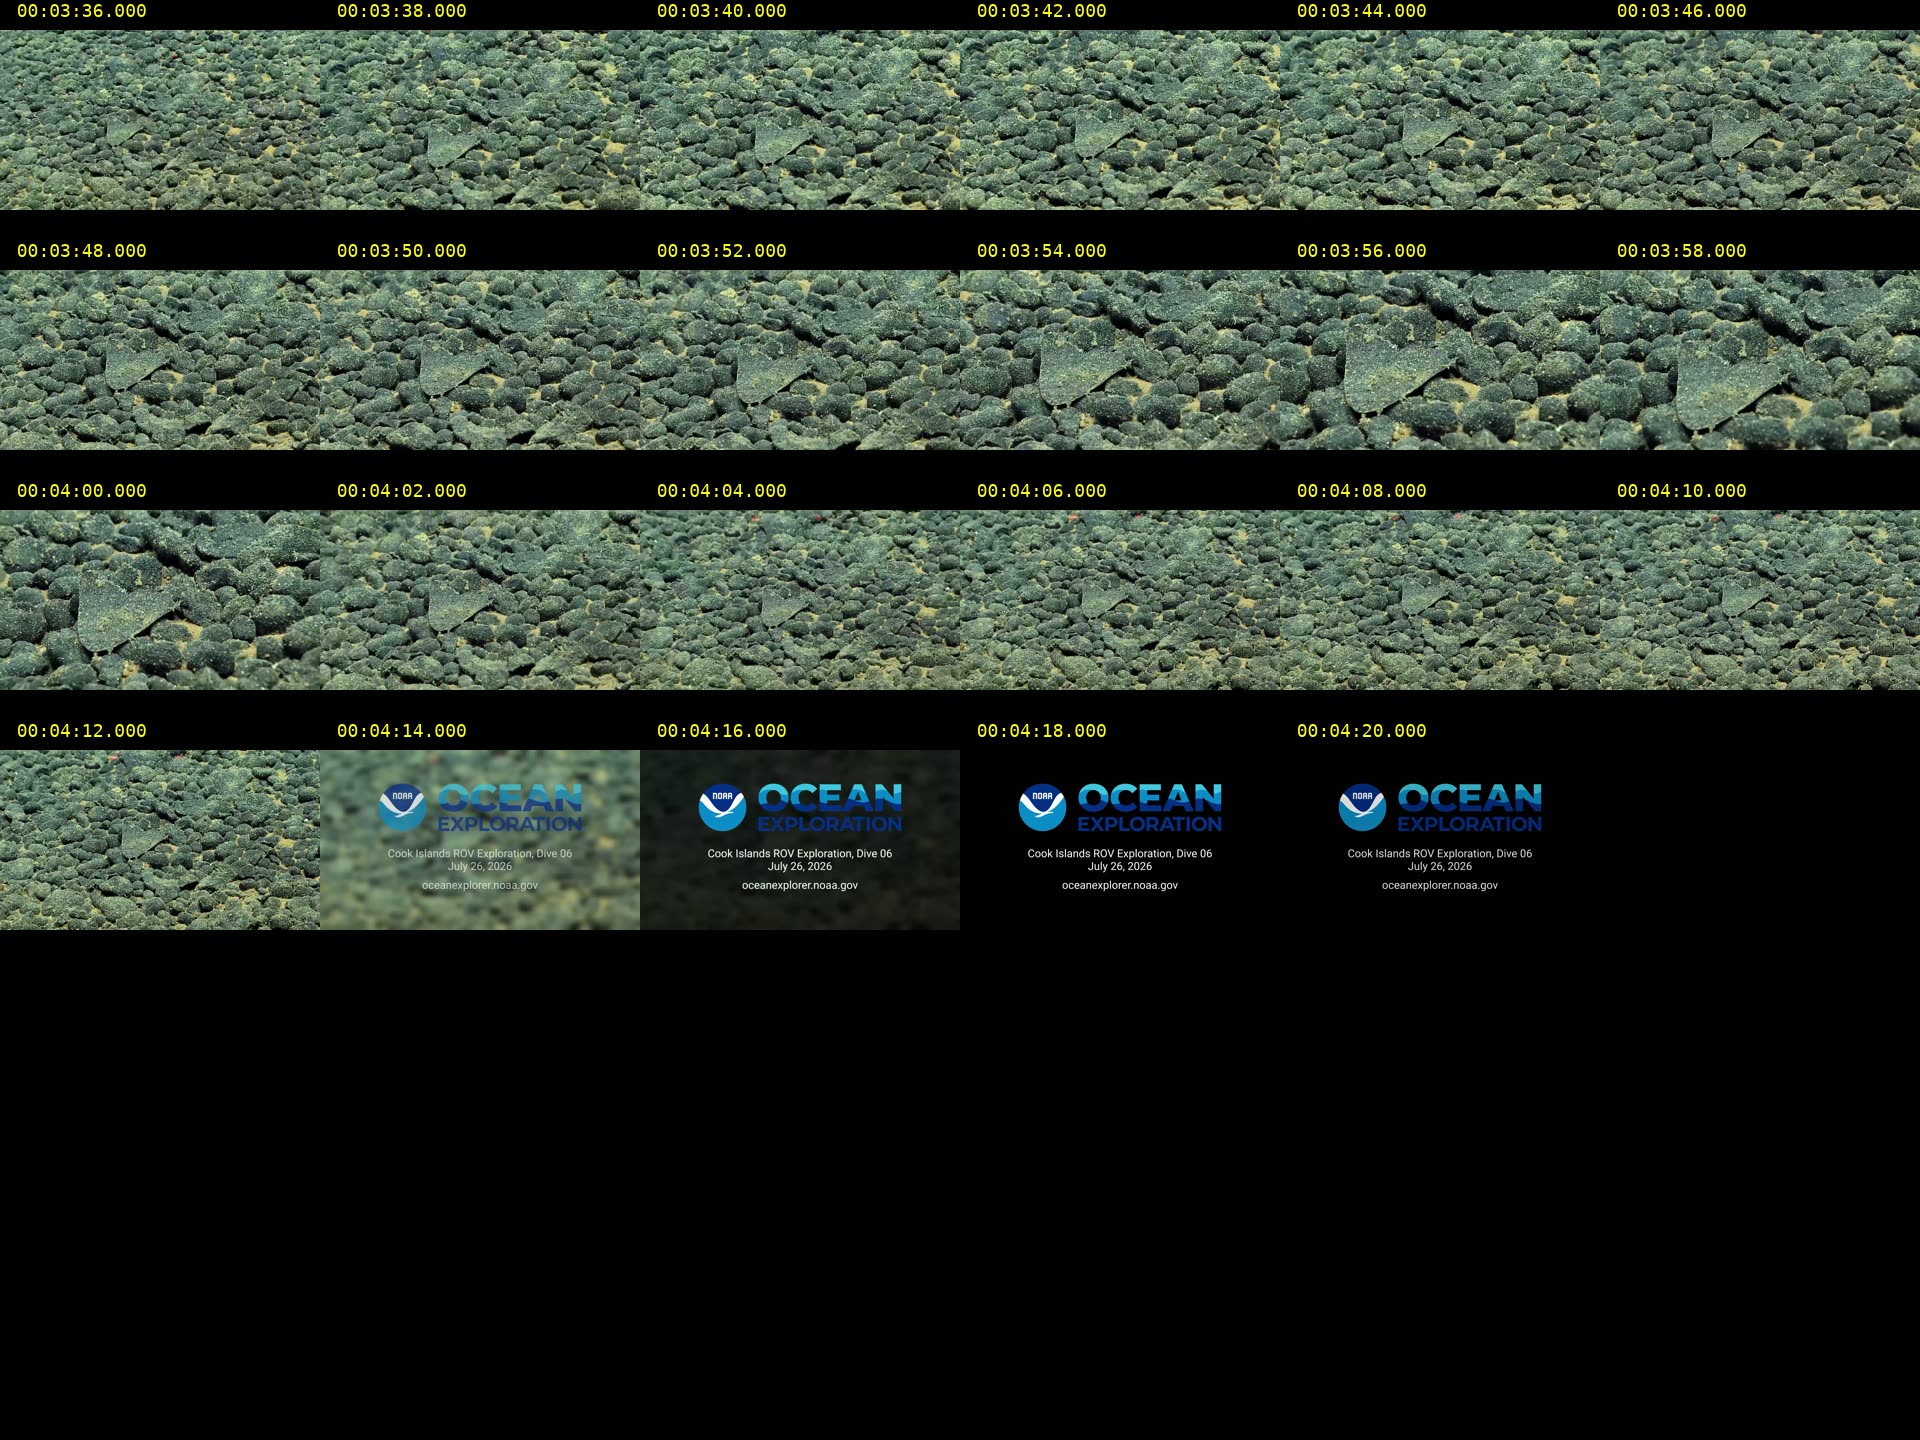 00:03:36.000 00:03:38.000 00:03:40.000 00:03:42.000 00:03:44.000 00:03:46.000
00:03:48.000 00:03:50.000 00:03:52.000 00:03:54.000 00:03:56.000 00:03:58.000
00:04:00.000 00:04:02.000 00:04:04.000 00:04:06.000 00:04:08.000 00:04:10.000
00:04:12.000 00:04:14.000 00:04:16.000 00:04:18.000 00:04:20.000
NOAA
OCEAN
EXPLORATION
Cook Islands ROV Exploration, Dive 06
July 26, 2026
oceanexplorer.noaa.gov
NOAA
OCEAN
EXPLORATION
Cook Islands ROV Exploration, Dive 06
July 26, 2026
oceanexplorer.noaa.gov
NOAA
OCEAN
EXPLORATION
Cook Islands ROV Exploration, Dive 06
July 26, 2026
oceanexplorer.noaa.gov
NOAA
OCEAN
EXPLORATION
Cook Islands ROV Exploration, Dive 06
July 26, 2026
oceanexplorer.noaa.gov